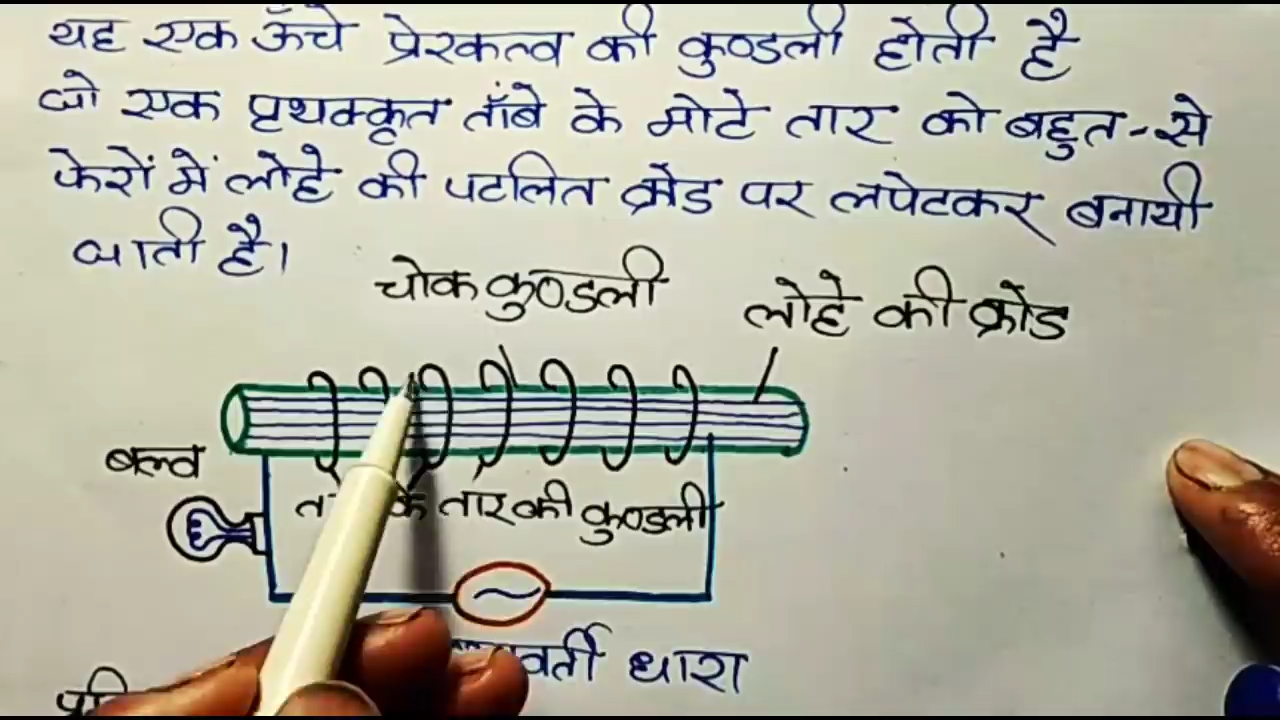 यह एक ऊँचे प्रेरकत्व की कुण्डली होती है
जो एक पृथक्कृत ताँबे के मोटे तार को बहुत-से
फेरों में लोहे की पटलित क्रोड पर लपेटकर बनायी
जाती है।
चोक कुण्डली
लोहे की क्रोड
बल्व
के तार की कुण्डली
धारा